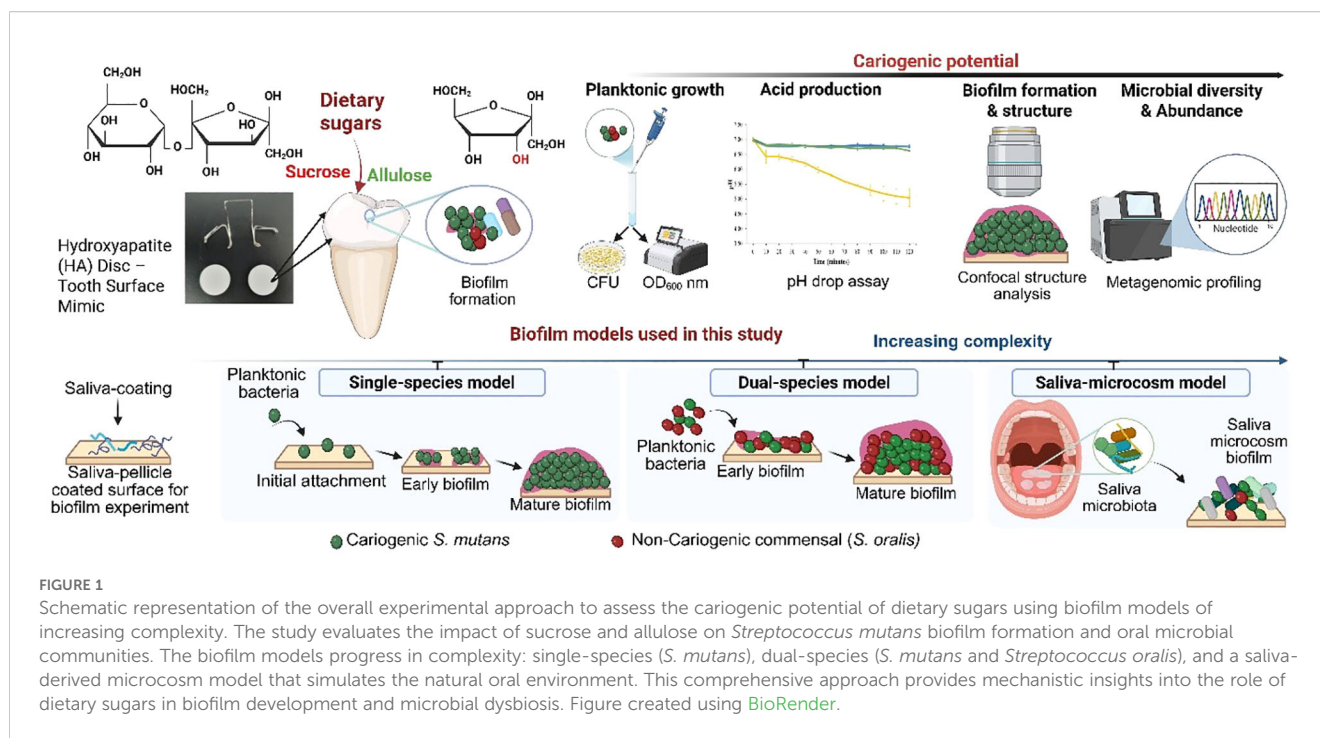 Cariogenic potential
CH₂OH
HOCH₂
OH
OH
HO
CH₂OH
OH
OH
O
OH
O
OH
O
Dietary
sugars
Sucrose
Allulose
HOCH₂
O
OH
CH₂OH
OH
OH
Hydroxyapatite
(HA) Disc –
Tooth Surface
Mimic
Biofilm
formation
Planktonic growth
CFU
OD₆₀₀ nm
Acid production
pH
Time (minutes)
pH drop assay
Biofilm formation
& structure
Confocal structure
analysis
Microbial diversity
& Abundance
Nucleotide
Metagenomic profiling
Biofilm models used in this study
Increasing complexity
Saliva-coating
Saliva-pellicle
coated surface for
biofilm experiment
Single-species model
Planktonic
bacteria
Initial attachment
Early biofilm
Mature biofilm
Dual-species model
Planktonic
bacteria
Early biofilm
Mature biofilm
Saliva-microcosm model
Saliva
microbiota
Saliva
microcosm
biofilm
Cariogenic S. mutans
Non-Cariogenic commensal (S. oralis)
FIGURE 1
Schematic representation of the overall experimental approach to assess the cariogenic potential of dietary sugars using biofilm models of
increasing complexity. The study evaluates the impact of sucrose and allulose on Streptococcus mutans biofilm formation and oral microbial
communities. The biofilm models progress in complexity: single-species (S. mutans), dual-species (S. mutans and Streptococcus oralis), and a saliva-
derived microcosm model that simulates the natural oral environment. This comprehensive approach provides mechanistic insights into the role of
dietary sugars in biofilm development and microbial dysbiosis. Figure created using BioRender.